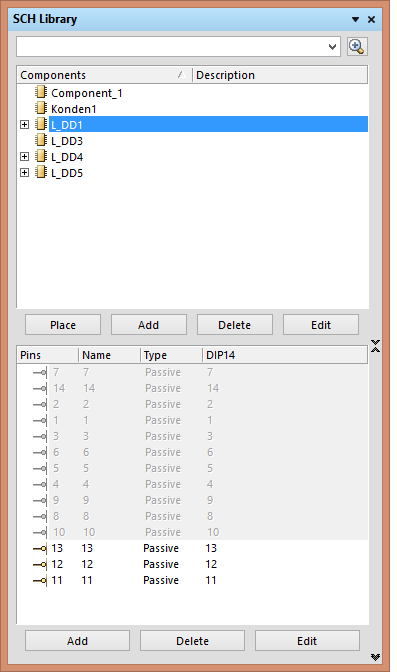 SCH Library
Components Description
Component_1
Konden1
L_DD1
L_DD3
L_DD4
L_DD5
Place Add Delete Edit
Pins Name Type DIP14
7 7 Passive 7
14 14 Passive 14
2 2 Passive 2
1 1 Passive 1
3 3 Passive 3
6 6 Passive 6
5 5 Passive 5
4 4 Passive 4
9 9 Passive 9
8 8 Passive 8
10 10 Passive 10
13 13 Passive 13
12 12 Passive 12
11 11 Passive 11
Add Delete Edit